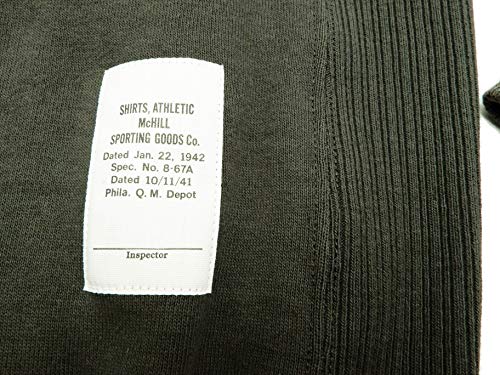 SHIRTS, ATHLETIC
McHILL
SPORTING GOODS Co.
Dated Jan. 22, 1942
Spec. No. 8-67A
Dated 10/11/41
Phila. Q. M. Depot
Inspector